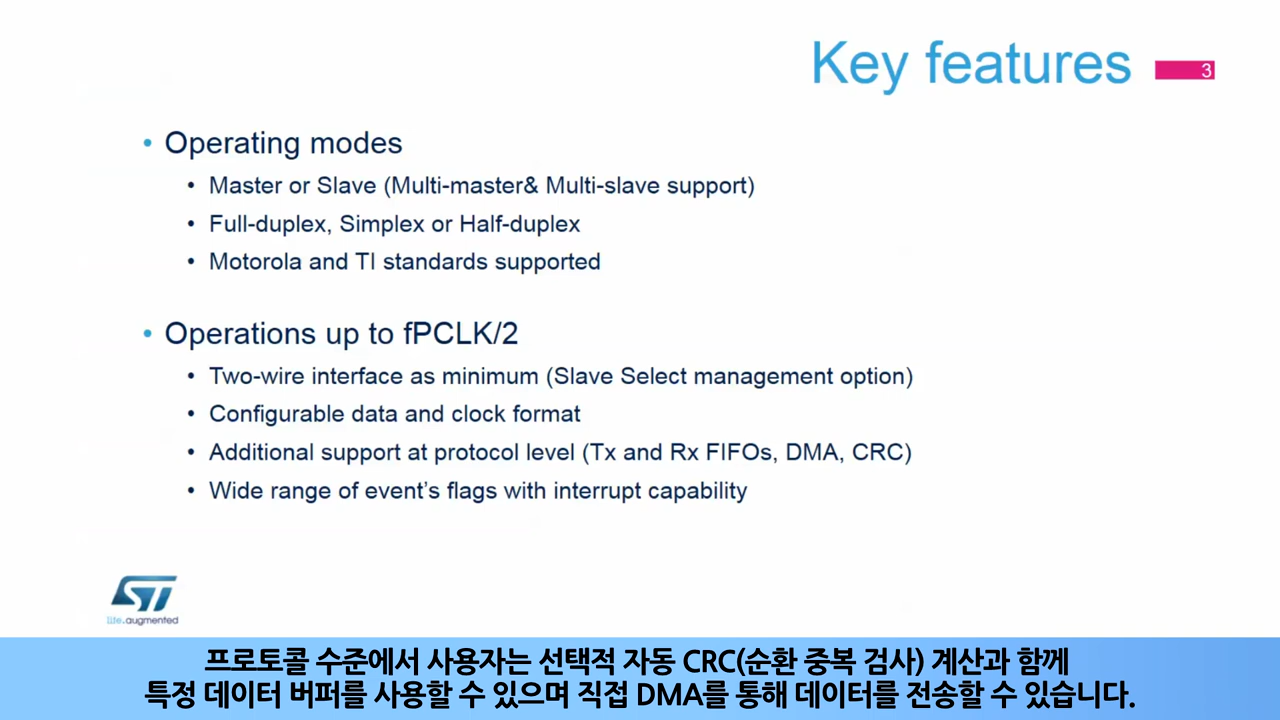 Key features
3
• Operating modes
• Master or Slave (Multi-master& Multi-slave support)
• Full-duplex, Simplex or Half-duplex
• Motorola and TI standards supported
• Operations up to fPCLK/2
• Two-wire interface as minimum (Slave Select management option)
• Configurable data and clock format
• Additional support at protocol level (Tx and Rx FIFOs, DMA, CRC)
• Wide range of event’s flags with interrupt capability
ST
life.augmented
프로토콜 수준에서 사용자는 선택적 자동 CRC(순환 중복 검사) 계산과 함께
특정 데이터 버퍼를 사용할 수 있으며 직접 DMA를 통해 데이터를 전송할 수 있습니다.